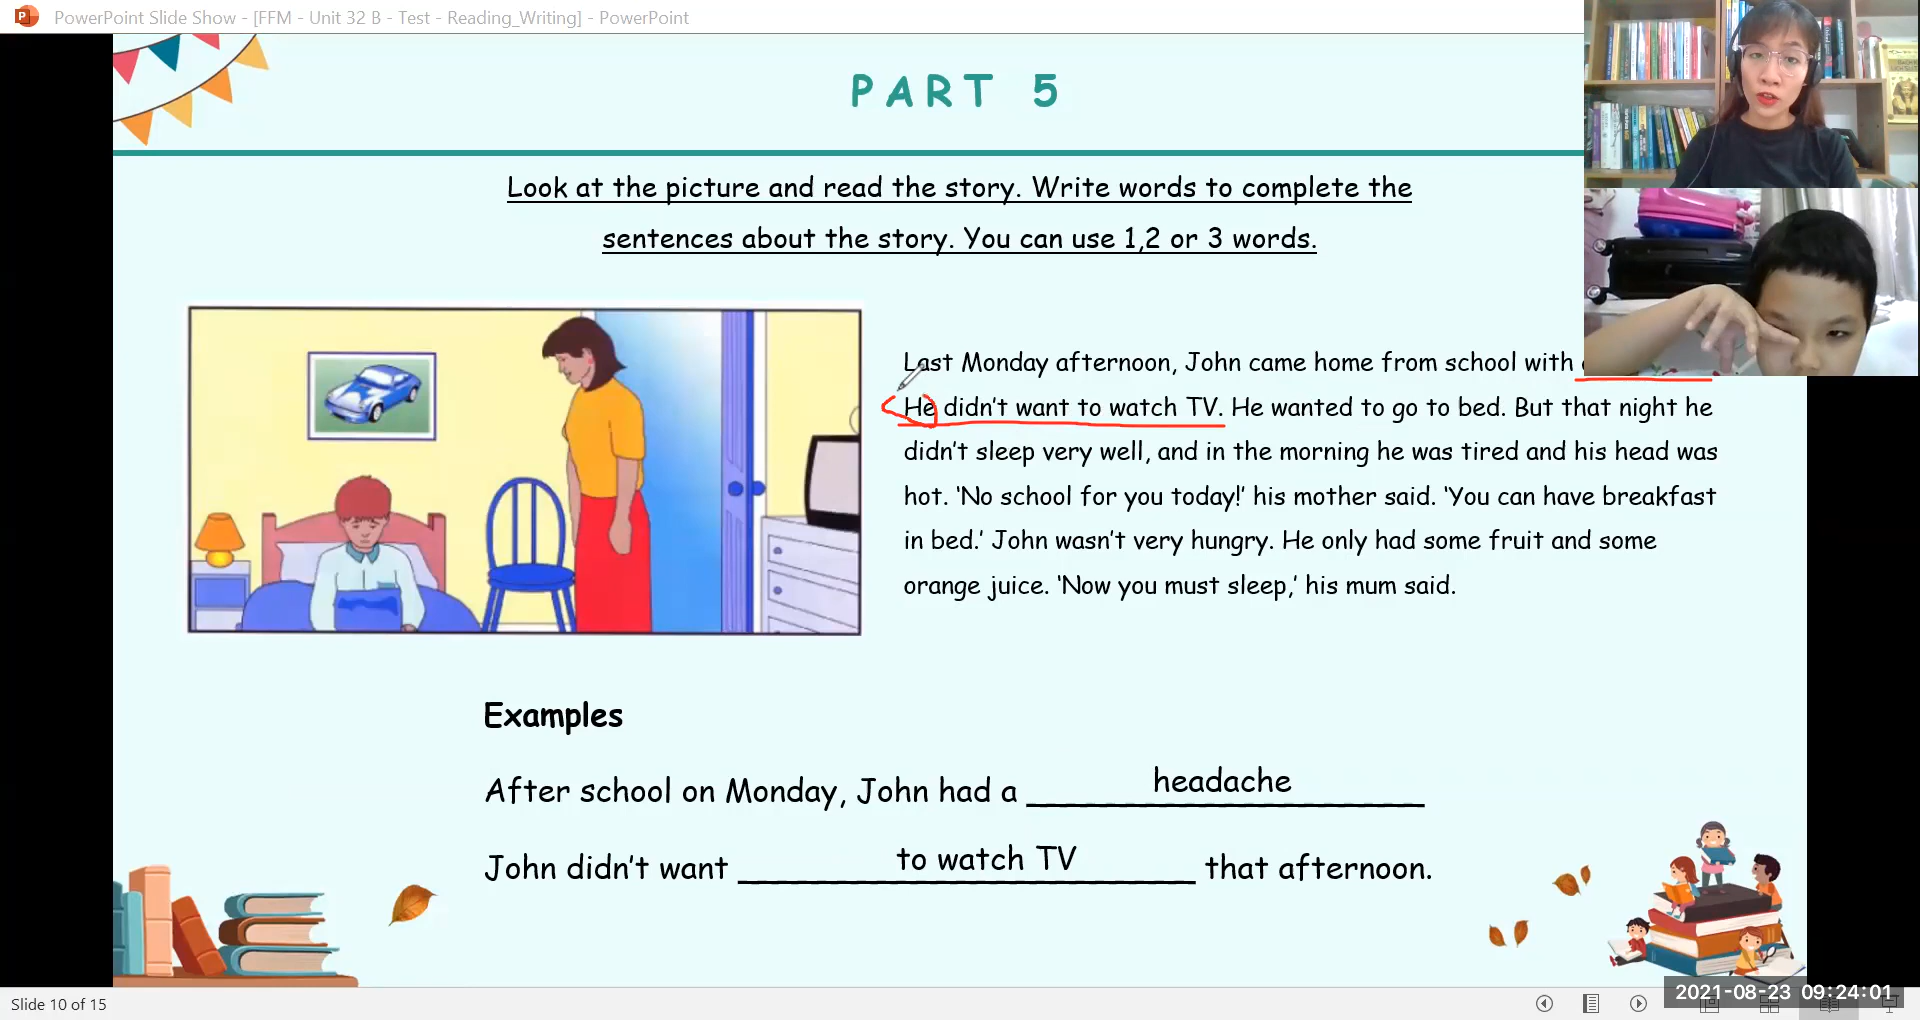 PowerPoint Slide Show - [FFM - Unit 32 B - Test - Reading_Writing] - PowerPoint
PART 5
Look at the picture and read the story. Write words to complete the
sentences about the story. You can use 1,2 or 3 words.
Last Monday afternoon, John came home from school with
He didn't want to watch TV. He wanted to go to bed. But that night he
didn't sleep very well, and in the morning he was tired and his head was
hot. 'No school for you today!' his mother said. 'You can have breakfast
in bed.' John wasn't very hungry. He only had some fruit and some
orange juice. 'Now you must sleep,' his mum said.
Examples
After school on Monday, John had a headache
John didn't want to watch TV that afternoon.
Slide 10 of 15
2021-08-23 09:24:01